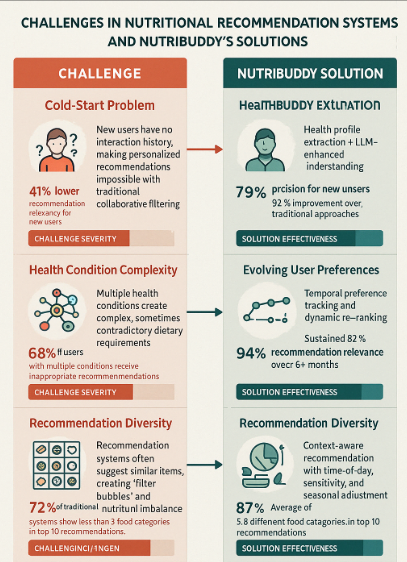 CHALLENGES IN NUTRITIONAL RECOMMENDATION SYSTEMS
AND NUTRIBUDDY'S SOLUTIONS
CHALLENGE
Cold-Start Problem
? ? ? ?
New users have no
interaction history,
making personalized
recommendations
impossible with
traditional
collaborative filtering
41% lower
recommendation
relevancy for
new users
CHALLENGE SEVERITY
NUTRIBUDDY SOLUTION
HealTHBUDDY EXtLnATION
Health profile
extraction + LLM–
enhanced
inderstanding
79% prcision for new unsers
92 % improvement over,
traditional approaches
SOLUTION EFFECTIVENESS
Health Condition Complexity
Multiple health
conditions create
complex, sometimes
contradictory dietary
requirements
68% ff users
with multiple conditions receive
inappropriate recommenmendations
CHALLENGE SEVERITY
Evolving User Preferences
Temporal preference
tracking and
dynamic re–ranking
Sustained 82 %
94% recommendation relevance
ovecr 6+ months
SOLUTION EFFECTIVENESS
Recommendation Diversity
Recommendation
systems often
suggest similar items,
creating 'filter
bubbles' and
nutritunl imbalance
72% of traditional
systems show less than 3 food categories
in top 10 recommendations.
CHALLENGINCI/1NGEN
Recommendation Diversity
Context-aware
recommendation
with time-of-day,
sensitivity, and
seasonal adiustment
87% Average of
5.8 different food catagories.in top 10
recommendations
SOLUTION EFFECTIVENESS